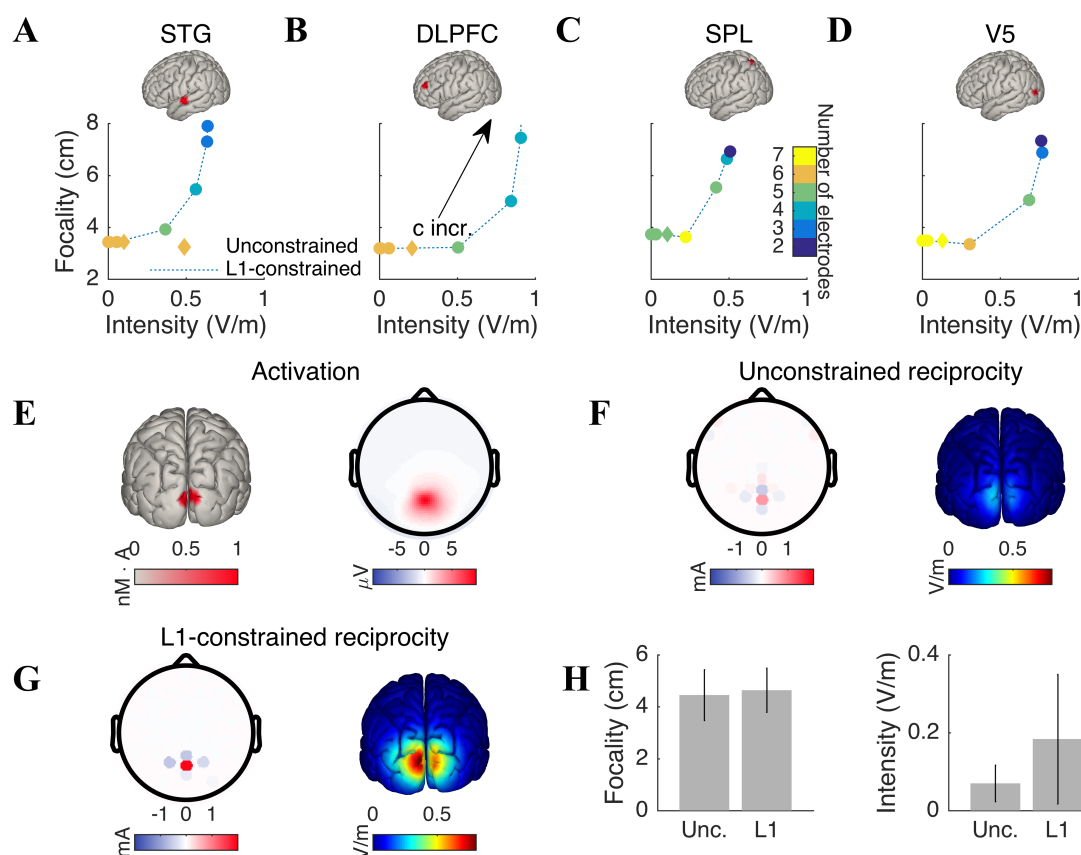 A
STG
B
DLPFC
C
SPL
D
V5
Focality (cm)
8
6
4
2
Unconstrained
L1-constrained
c incr.
7
6
5
4
3
2
Number of electrodes
0 0.5 1
Intensity (V/m)
0 0.5 1
Intensity (V/m)
0 0.5 1
Intensity (V/m)
0 0.5 1
Intensity (V/m)
E
Activation
0 0.5 1
nM · A
-5 0 5
μV
F
Unconstrained reciprocity
-1 0 1
mA
0 0.5
V/m
G
L1-constrained reciprocity
-1 0 1
mA
0 0.5
V/m
H
Focality (cm)
6
4
2
0
Unc. L1
Intensity (V/m)
0.4
0.2
0
Unc. L1